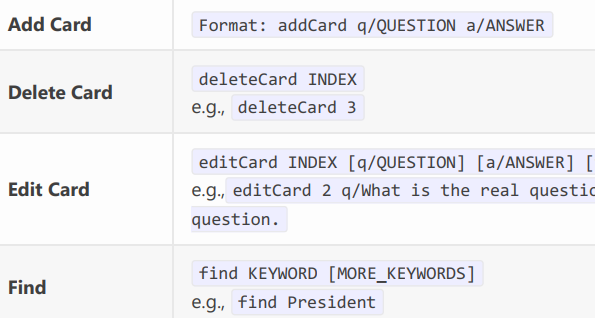 Add Card
Format: addCard q/QUESTION a/ANSWER
Delete Card
deleteCard INDEX
e.g., deleteCard 3
Edit Card
editCard INDEX [q/QUESTION] [a/ANSWER] [
e.g., editCard 2 q/What is the real
question.
Find
find KEYWORD [MORE_KEYWORDS]
e.g., find President